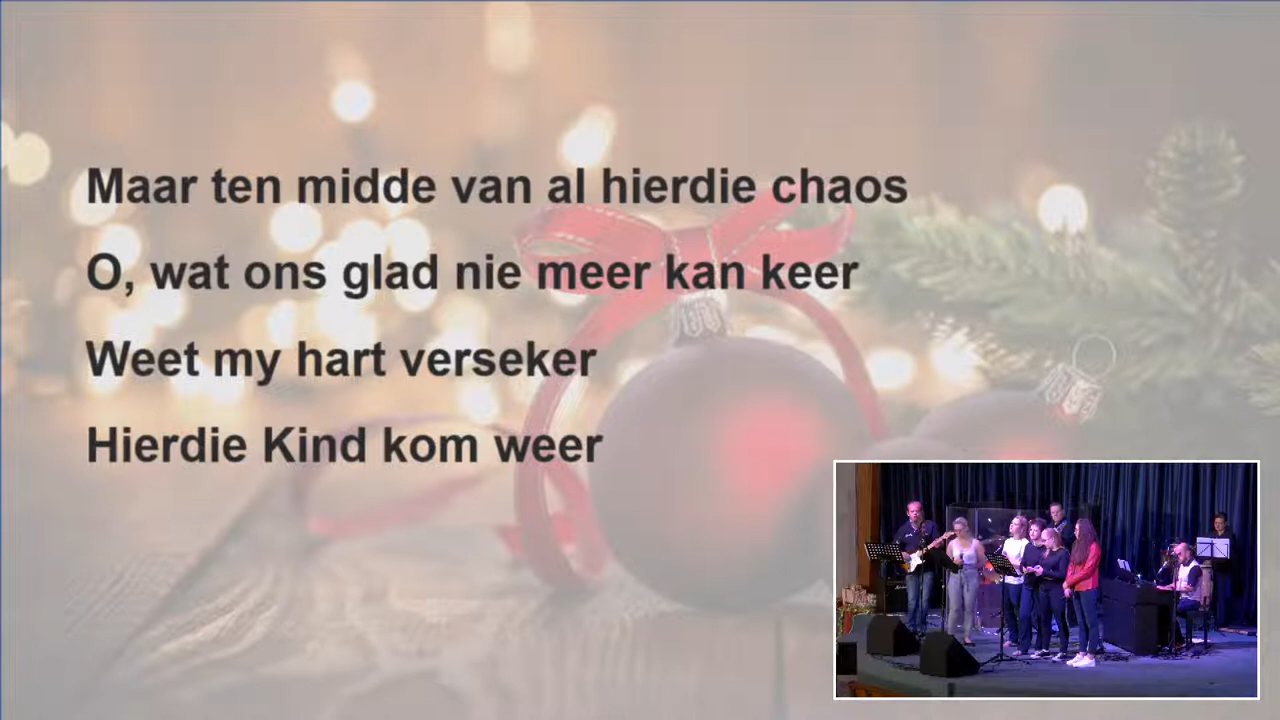 Maar ten midde van al hierdie chaos
O, wat ons glad nie meer kan keer
Weet my hart verseker
Hierdie Kind kom weer